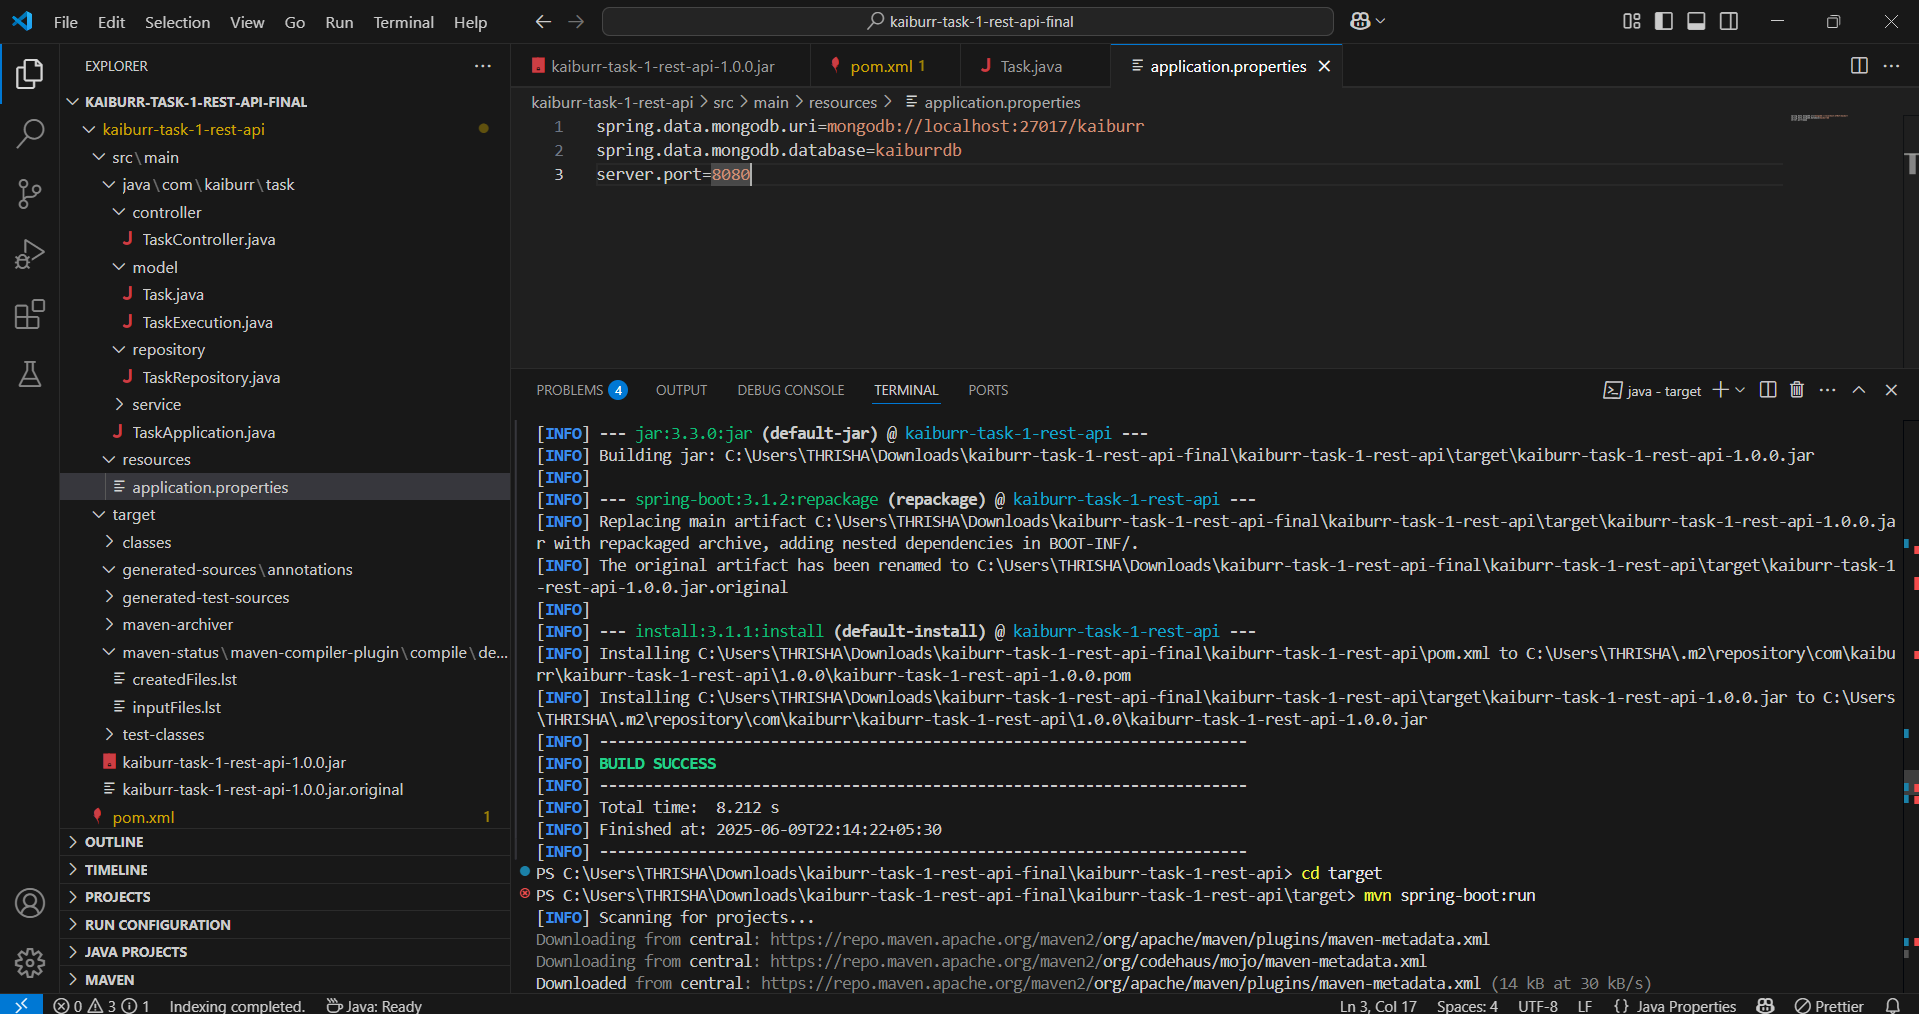 File Edit Selection View Go Run Terminal Help
kaiburr-task-1-rest-api-final
EXPLORER
KAIBURR-TASK-1-REST-API-FINAL
kaiburr-task-1-rest-api
src\main
java\com\kaiburr\task
controller
TaskController.java
model
Task.java
TaskExecution.java
repository
TaskRepository.java
service
TaskApplication.java
resources
application.properties
target
classes
generated-sources\annotations
generated-test-sources
maven-archiver
maven-status\maven-compiler-plugin\compile\de...
createdFiles.lst
inputFiles.lst
test-classes
kaiburr-task-1-rest-api-1.0.0.jar
kaiburr-task-1-rest-api-1.0.0.jar.original
pom.xml 1
OUTLINE
TIMELINE
PROJECTS
RUN CONFIGURATION
JAVA PROJECTS
MAVEN
kaiburr-task-1-rest-api-1.0.0.jar pom.xml 1 Task.java application.properties
kaiburr-task-1-rest-api > src > main > resources > application.properties
1 spring.data.mongodb.uri=mongodb://localhost:27017/kaiburr
2 spring.data.mongodb.database=kaiburrdb
3 server.port=8080
PROBLEMS 4 OUTPUT DEBUG CONSOLE TERMINAL PORTS java - target
[INFO] --- jar:3.3.0:jar (default-jar) @ kaiburr-task-1-rest-api ---
[INFO] Building jar: C:\Users\THRISHA\Downloads\kaiburr-task-1-rest-api-final\kaiburr-task-1-rest-api\target\kaiburr-task-1-rest-api-1.0.0.jar
[INFO]
[INFO] --- spring-boot:3.1.2:repackage (repackage) @ kaiburr-task-1-rest-api ---
[INFO] Replacing main artifact C:\Users\THRISHA\Downloads\kaiburr-task-1-rest-api-final\kaiburr-task-1-rest-api\target\kaiburr-task-1-rest-api-1.0.0.ja
r with repackaged archive, adding nested dependencies in BOOT-INF/.
[INFO] The original artifact has been renamed to C:\Users\THRISHA\Downloads\kaiburr-task-1-rest-api-final\kaiburr-task-1-rest-api\target\kaiburr-task-1
-rest-api-1.0.0.jar.original
[INFO]
[INFO] --- install:3.1.1:install (default-install) @ kaiburr-task-1-rest-api ---
[INFO] Installing C:\Users\THRISHA\Downloads\kaiburr-task-1-rest-api-final\kaiburr-task-1-rest-api\pom.xml to C:\Users\THRISHA\.m2\repository\com\kaibu
rr\kaiburr-task-1-rest-api\1.0.0\kaiburr-task-1-rest-api-1.0.0.pom
[INFO] Installing C:\Users\THRISHA\Downloads\kaiburr-task-1-rest-api-final\kaiburr-task-1-rest-api\target\kaiburr-task-1-rest-api-1.0.0.jar to C:\Users
\THRISHA\.m2\repository\com\kaiburr\kaiburr-task-1-rest-api\1.0.0\kaiburr-task-1-rest-api-1.0.0.jar
[INFO] ------------------------------------------------------------------------
[INFO] BUILD SUCCESS
[INFO] ------------------------------------------------------------------------
[INFO] Total time:  8.212 s
[INFO] Finished at: 2025-06-09T22:14:22+05:30
[INFO] ------------------------------------------------------------------------
PS C:\Users\THRISHA\Downloads\kaiburr-task-1-rest-api-final\kaiburr-task-1-rest-api> cd target
PS C:\Users\THRISHA\Downloads\kaiburr-task-1-rest-api-final\kaiburr-task-1-rest-api\target> mvn spring-boot:run
[INFO] Scanning for projects...
Downloading from central: https://repo.maven.apache.org/maven2/org/apache/maven/plugins/maven-metadata.xml
Downloading from central: https://repo.maven.apache.org/maven2/org/codehaus/mojo/maven-metadata.xml
Downloaded from central: https://repo.maven.apache.org/maven2/org/apache/maven/plugins/maven-metadata.xml (14 kB at 30 kB/s)
0 3 1 Indexing completed. Java: Ready Ln 3, Col 17 Spaces: 4 UTF-8 LF {} Java Properties Prettier